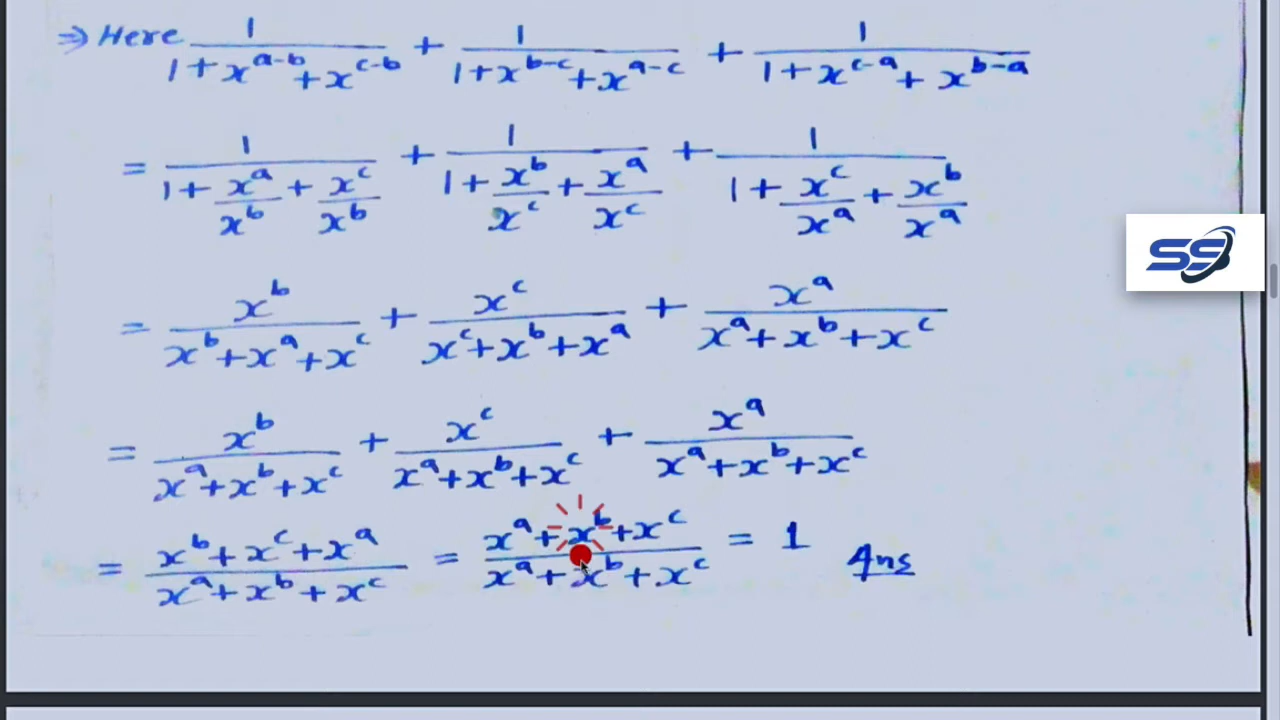 ⇒ Here 1/(1+x^(a-b)+x^(c-b)) + 1/(1+x^(b-c)+x^(a-c)) + 1/(1+x^(c-a)+x^(b-a))
= 1/(1+x^a/x^b+x^c/x^b) + 1/(1+x^b/x^c+x^a/x^c) + 1/(1+x^c/x^a+x^b/x^a)
SS
= x^b/(x^b+x^a+x^c) + x^c/(x^c+x^b+x^a) + x^a/(x^a+x^b+x^c)
= x^b/(x^a+x^b+x^c) + x^c/(x^a+x^b+x^c) + x^a/(x^a+x^b+x^c)
= (x^b+x^c+x^a)/(x^a+x^b+x^c) = (x^a+x^b+x^c)/(x^a+x^b+x^c) = 1 Ans